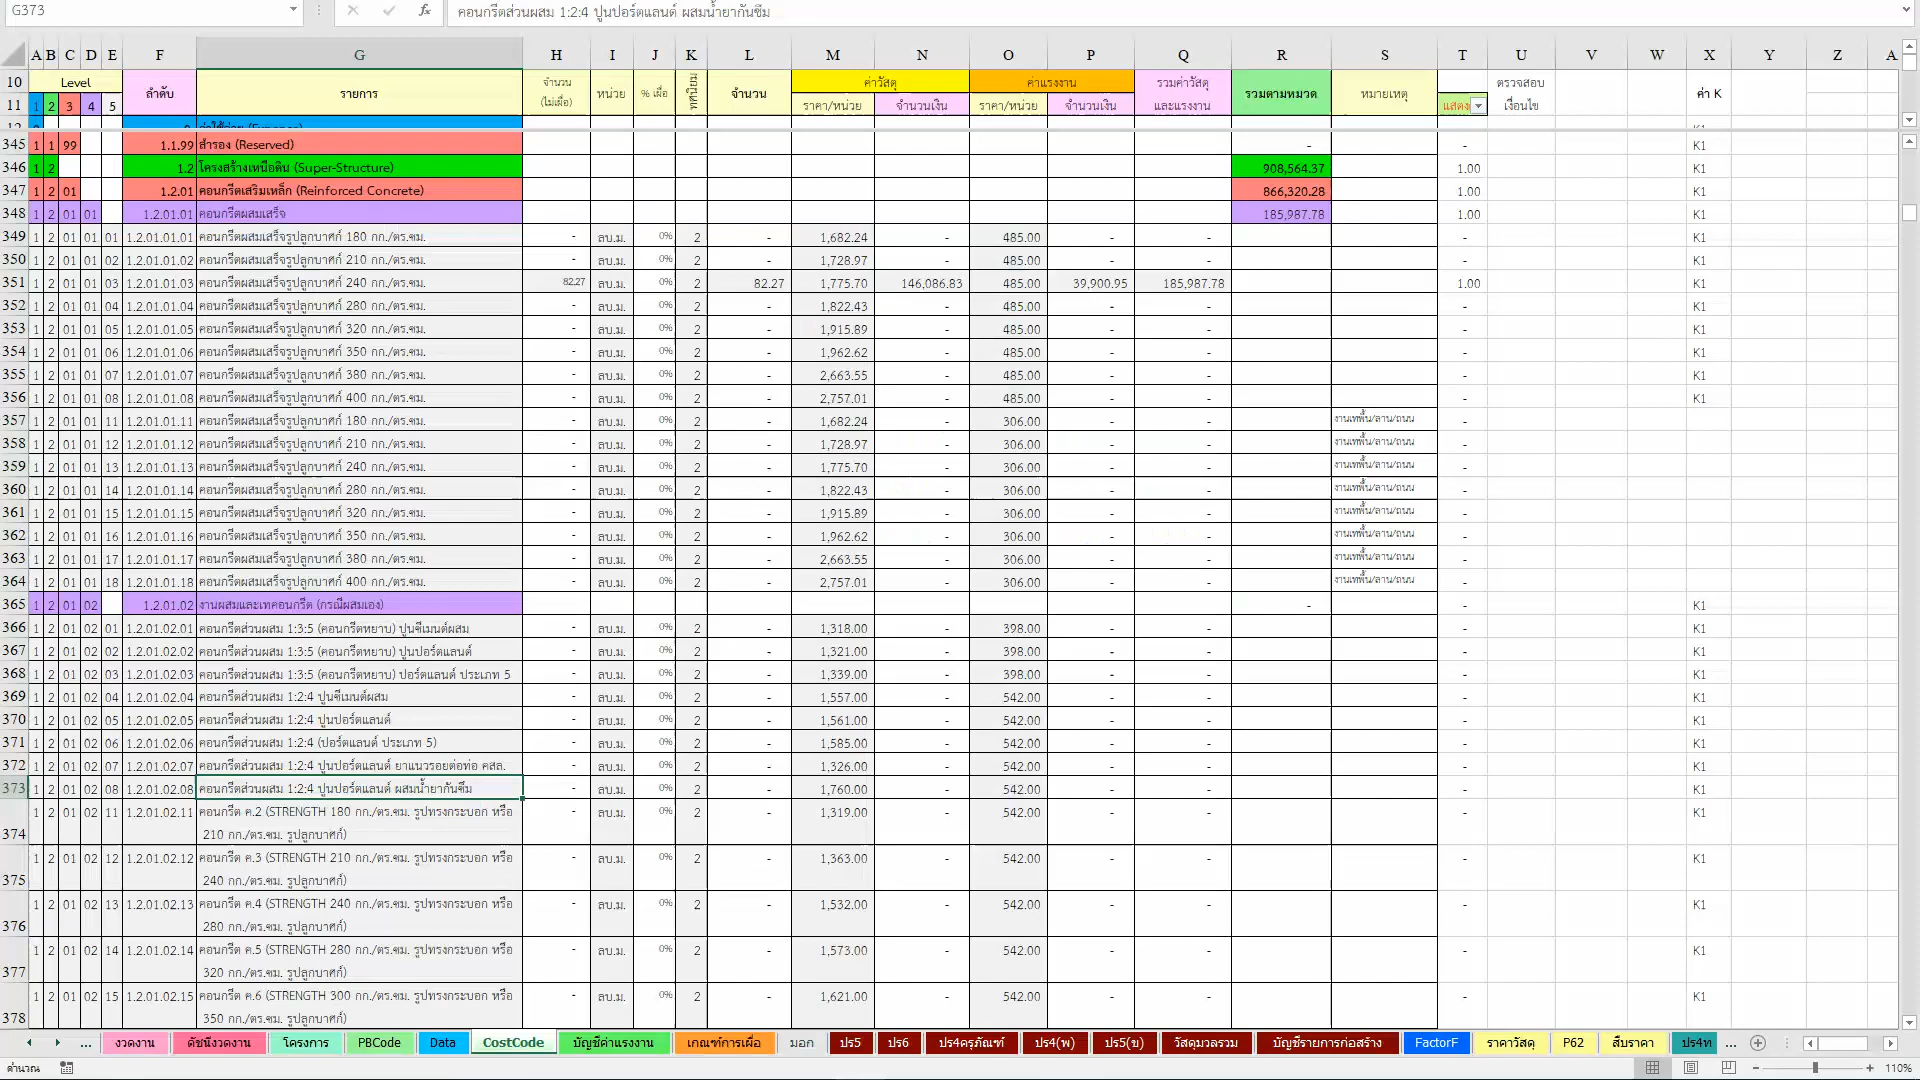 G373 fx คอนกรีตส่วนผสม 1:2:4 ปูนปอร์ตแลนด์ ผสมน้ำยากันซึม
A B C D E F G H I J K L M N O P Q R S T U V W X Y Z A
10 Level ลำดับ รายการ จำนวน (ไม่เผื่อ) หน่วย % เผื่อ ทศนิยม จำนวน ค่าวัสดุ ค่าแรงงาน รวมค่าวัสดุ และแรงงาน รวมตามหมวด หมายเหตุ ตรวจสอบ เงื่อนไข ค่า K
11 1 2 3 4 5 ราคา/หน่วย จำนวนเงิน ราคา/หน่วย จำนวนเงิน แสดง
345 1 1 99 1.1.99 สำรอง (Reserved) - - K1
346 1 2 1.2 โครงสร้างเหนือดิน (Super-Structure) 908,564.37 1.00 K1
347 1 2 01 1.2.01 คอนกรีตเสริมเหล็ก (Reinforced Concrete) 866,320.28 1.00 K1
348 1 2 01 01 1.2.01.01 คอนกรีตผสมเสร็จ 185,987.78 1.00 K1
349 1 2 01 01 01 1.2.01.01.01 คอนกรีตผสมเสร็จรูปลูกบาศก์ 180 กก./ตร.ซม. - ลบ.ม. 0% 2 - 1,682.24 - 485.00 - - - K1
350 1 2 01 01 02 1.2.01.01.02 คอนกรีตผสมเสร็จรูปลูกบาศก์ 210 กก./ตร.ซม. - ลบ.ม. 0% 2 - 1,728.97 - 485.00 - - - K1
351 1 2 01 01 03 1.2.01.01.03 คอนกรีตผสมเสร็จรูปลูกบาศก์ 240 กก./ตร.ซม. 82.27 ลบ.ม. 0% 2 82.27 1,775.70 146,086.83 485.00 39,900.95 185,987.78 1.00 K1
352 1 2 01 01 04 1.2.01.01.04 คอนกรีตผสมเสร็จรูปลูกบาศก์ 280 กก./ตร.ซม. - ลบ.ม. 0% 2 - 1,822.43 - 485.00 - - - K1
353 1 2 01 01 05 1.2.01.01.05 คอนกรีตผสมเสร็จรูปลูกบาศก์ 320 กก./ตร.ซม. - ลบ.ม. 0% 2 - 1,915.89 - 485.00 - - - K1
354 1 2 01 01 06 1.2.01.01.06 คอนกรีตผสมเสร็จรูปลูกบาศก์ 350 กก./ตร.ซม. - ลบ.ม. 0% 2 - 1,962.62 - 485.00 - - - K1
355 1 2 01 01 07 1.2.01.01.07 คอนกรีตผสมเสร็จรูปลูกบาศก์ 380 กก./ตร.ซม. - ลบ.ม. 0% 2 - 2,663.55 - 485.00 - - - K1
356 1 2 01 01 08 1.2.01.01.08 คอนกรีตผสมเสร็จรูปลูกบาศก์ 400 กก./ตร.ซม. - ลบ.ม. 0% 2 - 2,757.01 - 485.00 - - - K1
357 1 2 01 01 11 1.2.01.01.11 คอนกรีตผสมเสร็จรูปลูกบาศก์ 180 กก./ตร.ซม. - ลบ.ม. 0% 2 - 1,682.24 - 306.00 - - งานเทพื้น/ลาน/ถนน -
358 1 2 01 01 12 1.2.01.01.12 คอนกรีตผสมเสร็จรูปลูกบาศก์ 210 กก./ตร.ซม. - ลบ.ม. 0% 2 - 1,728.97 - 306.00 - - งานเทพื้น/ลาน/ถนน -
359 1 2 01 01 13 1.2.01.01.13 คอนกรีตผสมเสร็จรูปลูกบาศก์ 240 กก./ตร.ซม. - ลบ.ม. 0% 2 - 1,775.70 - 306.00 - - งานเทพื้น/ลาน/ถนน -
360 1 2 01 01 14 1.2.01.01.14 คอนกรีตผสมเสร็จรูปลูกบาศก์ 280 กก./ตร.ซม. - ลบ.ม. 0% 2 - 1,822.43 - 306.00 - - งานเทพื้น/ลาน/ถนน -
361 1 2 01 01 15 1.2.01.01.15 คอนกรีตผสมเสร็จรูปลูกบาศก์ 320 กก./ตร.ซม. - ลบ.ม. 0% 2 - 1,915.89 - 306.00 - - งานเทพื้น/ลาน/ถนน -
362 1 2 01 01 16 1.2.01.01.16 คอนกรีตผสมเสร็จรูปลูกบาศก์ 350 กก./ตร.ซม. - ลบ.ม. 0% 2 - 1,962.62 - 306.00 - - งานเทพื้น/ลาน/ถนน -
363 1 2 01 01 17 1.2.01.01.17 คอนกรีตผสมเสร็จรูปลูกบาศก์ 380 กก./ตร.ซม. - ลบ.ม. 0% 2 - 2,663.55 - 306.00 - - งานเทพื้น/ลาน/ถนน -
364 1 2 01 01 18 1.2.01.01.18 คอนกรีตผสมเสร็จรูปลูกบาศก์ 400 กก./ตร.ซม. - ลบ.ม. 0% 2 - 2,757.01 - 306.00 - - งานเทพื้น/ลาน/ถนน -
365 1 2 01 02 1.2.01.02 งานผสมและเทคอนกรีต (กรณีผสมเอง) - - K1
366 1 2 01 02 01 1.2.01.02.01 คอนกรีตส่วนผสม 1:3:5 (คอนกรีตหยาบ) ปูนซีเมนต์ผสม - ลบ.ม. 0% 2 - 1,318.00 - 398.00 - - - K1
367 1 2 01 02 02 1.2.01.02.02 คอนกรีตส่วนผสม 1:3:5 (คอนกรีตหยาบ) ปูนปอร์ตแลนด์ - ลบ.ม. 0% 2 - 1,321.00 - 398.00 - - - K1
368 1 2 01 02 03 1.2.01.02.03 คอนกรีตส่วนผสม 1:3:5 (คอนกรีตหยาบ) ปอร์ตแลนด์ ประเภท 5 - ลบ.ม. 0% 2 - 1,339.00 - 398.00 - - - K1
369 1 2 01 02 04 1.2.01.02.04 คอนกรีตส่วนผสม 1:2:4 ปูนซีเมนต์ผสม - ลบ.ม. 0% 2 - 1,557.00 - 542.00 - - - K1
370 1 2 01 02 05 1.2.01.02.05 คอนกรีตส่วนผสม 1:2:4 ปูนปอร์ตแลนด์ - ลบ.ม. 0% 2 - 1,561.00 - 542.00 - - - K1
371 1 2 01 02 06 1.2.01.02.06 คอนกรีตส่วนผสม 1:2:4 (ปอร์ตแลนด์ ประเภท 5) - ลบ.ม. 0% 2 - 1,585.00 - 542.00 - - - K1
372 1 2 01 02 07 1.2.01.02.07 คอนกรีตส่วนผสม 1:2:4 ปูนปอร์ตแลนด์ ยาแนวรอยต่อท่อ คสล. - ลบ.ม. 0% 2 - 1,326.00 - 542.00 - - - K1
373 1 2 01 02 08 1.2.01.02.08 คอนกรีตส่วนผสม 1:2:4 ปูนปอร์ตแลนด์ ผสมน้ำยากันซึม - ลบ.ม. 0% 2 - 1,760.00 - 542.00 - - - K1
1 2 01 02 11 1.2.01.02.11 คอนกรีต ค.2 (STRENGTH 180 กก./ตร.ซม. รูปทรงกระบอก หรือ - ลบ.ม. 0% 2 - 1,319.00 - 542.00 - - - K1
374 210 กก./ตร.ซม. รูปลูกบาศก์)
1 2 01 02 12 1.2.01.02.12 คอนกรีต ค.3 (STRENGTH 210 กก./ตร.ซม. รูปทรงกระบอก หรือ - ลบ.ม. 0% 2 - 1,363.00 - 542.00 - - - K1
375 240 กก./ตร.ซม. รูปลูกบาศก์)
1 2 01 02 13 1.2.01.02.13 คอนกรีต ค.4 (STRENGTH 240 กก./ตร.ซม. รูปทรงกระบอก หรือ - ลบ.ม. 0% 2 - 1,532.00 - 542.00 - - - K1
376 280 กก./ตร.ซม. รูปลูกบาศก์)
1 2 01 02 14 1.2.01.02.14 คอนกรีต ค.5 (STRENGTH 280 กก./ตร.ซม. รูปทรงกระบอก หรือ - ลบ.ม. 0% 2 - 1,573.00 - 542.00 - - - K1
377 320 กก./ตร.ซม. รูปลูกบาศก์)
1 2 01 02 15 1.2.01.02.15 คอนกรีต ค.6 (STRENGTH 300 กก./ตร.ซม. รูปทรงกระบอก หรือ - ลบ.ม. 0% 2 - 1,621.00 - 542.00 - - - K1
378 350 กก./ตร.ซม. รูปลูกบาศก์)
... งวดงาน ดัชนีงวดงาน โครงการ PBCode Data CostCode บัญชีค่าแรงงาน เกณฑ์การเผื่อ มอก ปร5 ปร6 ปร4ครุภัณฑ์ ปร4(พ) ปร5(ข) วัสดุมวลรวม บัญชีรายการก่อสร้าง FactorF ราคาวัสดุ P62 สืบราคา ปร4ท ...
คำนวณ 110%